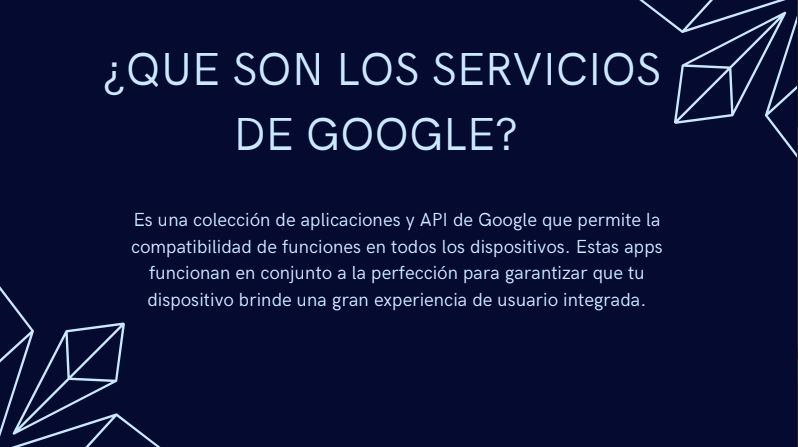 ¿QUE SON LOS SERVICIOS
DE GOOGLE?
Es una colección de aplicaciones y API de Google que permite la
compatibilidad de funciones en todos los dispositivos. Estas apps
funcionan en conjunto a la perfección para garantizar que tu
dispositivo brinde una gran experiencia de usuario integrada.